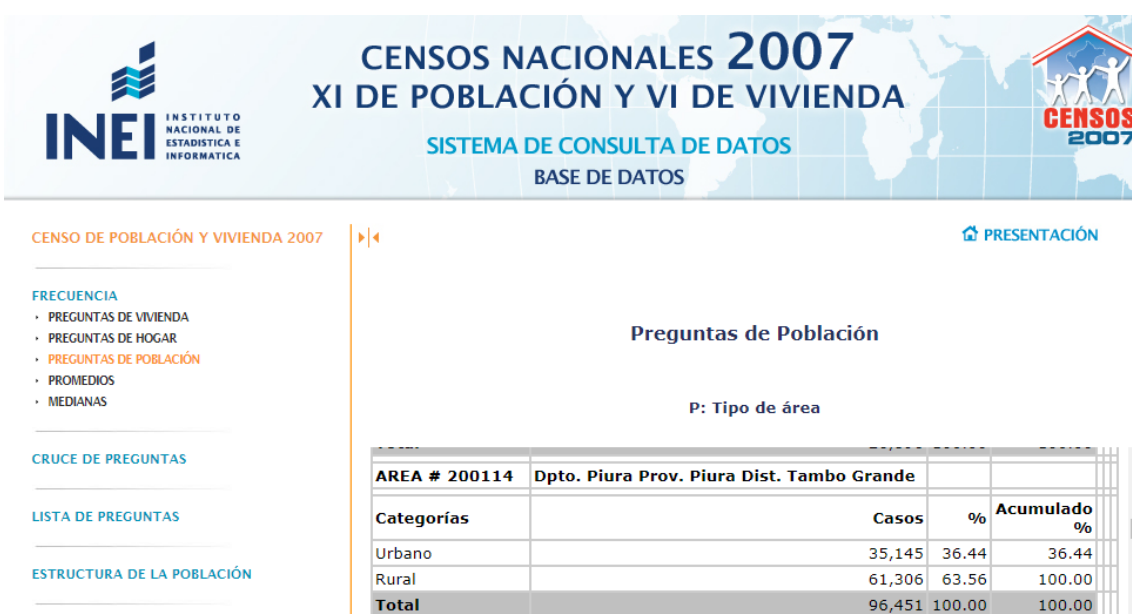 CENSOS NACIONALES 2007
XI DE POBLACIÓN Y VI DE VIVIENDA
SISTEMA DE CONSULTA DE DATOS
BASE DE DATOS
INEI
INSTITUTO
NACIONAL DE
ESTADISTICA E
INFORMATICA
CENSOS
2007
CENSO DE POBLACIÓN Y VIVIENDA 2007
PRESENTACIÓN
FRECUENCIA
PREGUNTAS DE VIVIENDA
PREGUNTAS DE HOGAR
PREGUNTAS DE POBLACIÓN
PROMEDIOS
MEDIANAS
CRUCE DE PREGUNTAS
LISTA DE PREGUNTAS
ESTRUCTURA DE LA POBLACIÓN
Preguntas de Población
P: Tipo de área
AREA # 200114 Dpto. Piura Prov. Piura Dist. Tambo Grande
Categorías Casos % Acumulado %
Urbano 35,145 36.44 36.44
Rural 61,306 63.56 100.00
Total 96,451 100.00 100.00